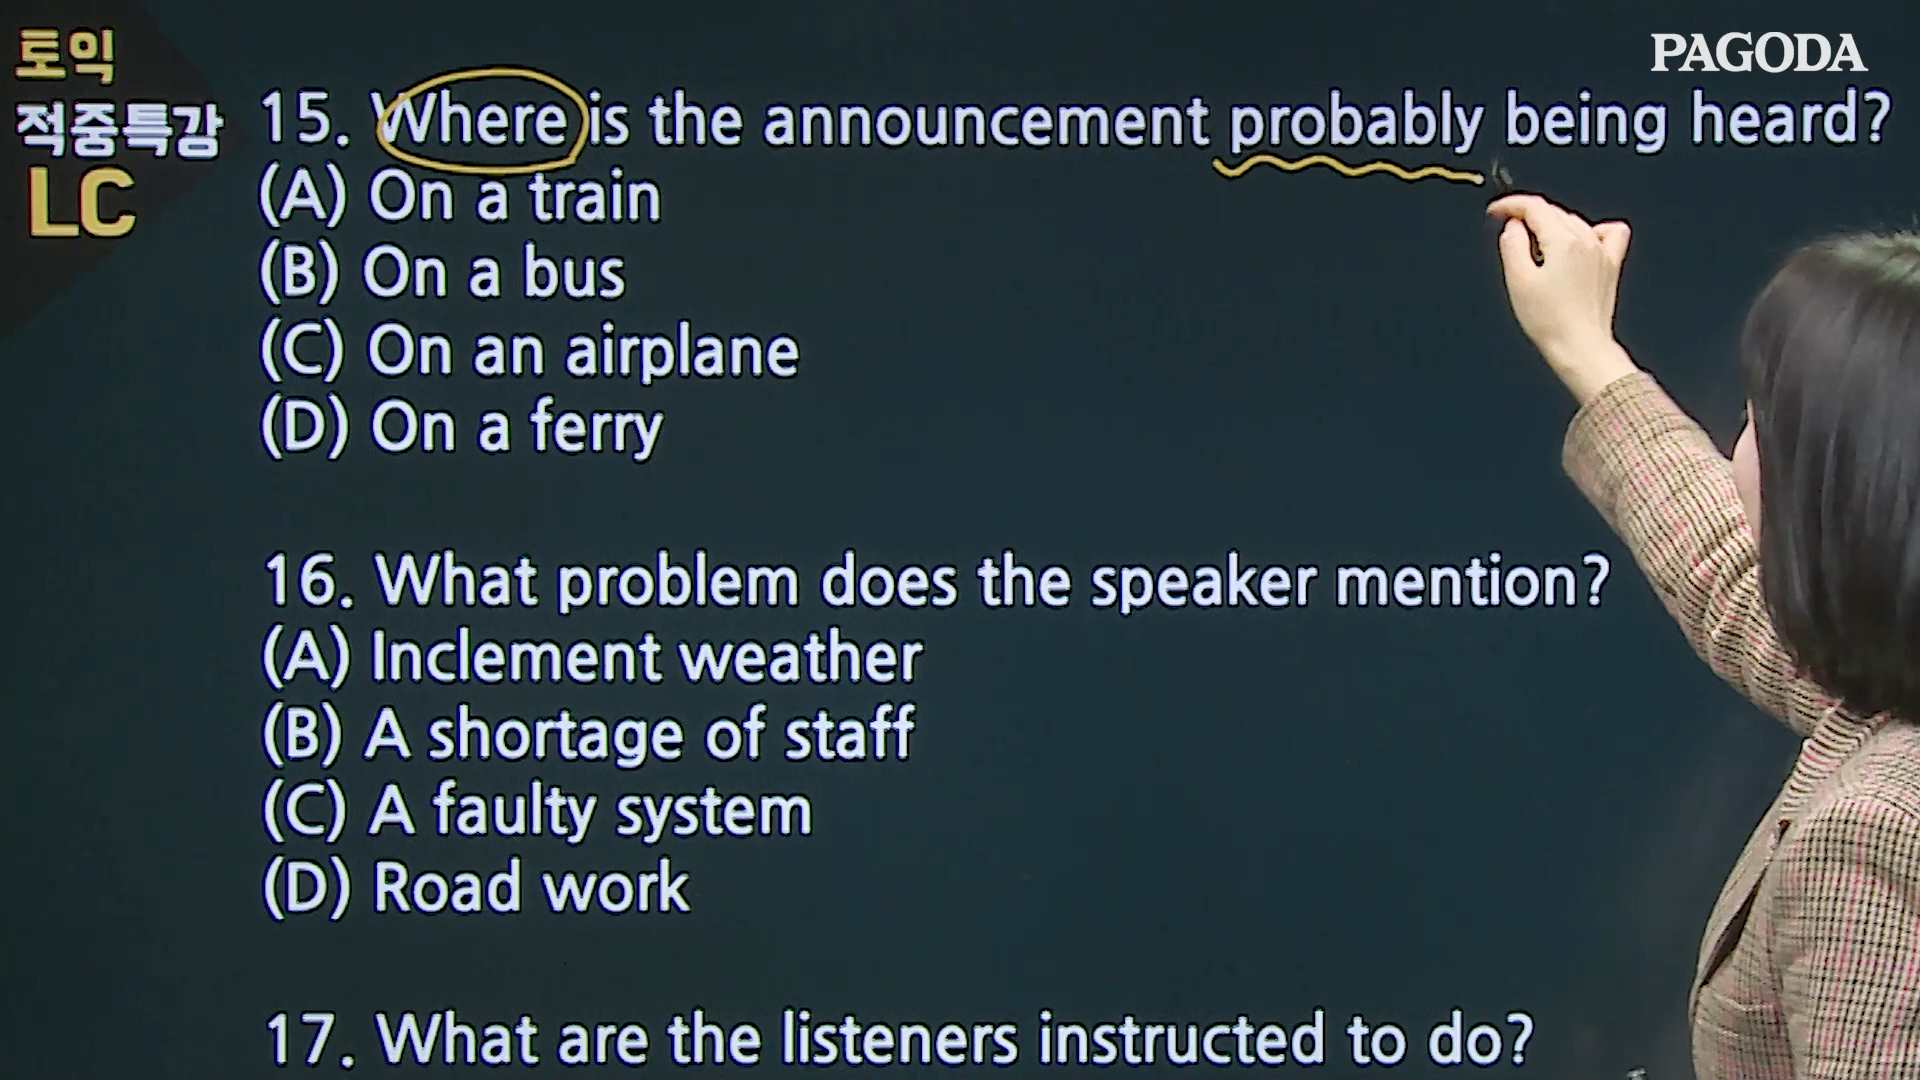 토익
적중특강
LC
PAGODA
15. Where is the announcement probably being heard?
(A) On a train
(B) On a bus
(C) On an airplane
(D) On a ferry
16. What problem does the speaker mention?
(A) Inclement weather
(B) A shortage of staff
(C) A faulty system
(D) Road work
17. What are the listeners instructed to do?